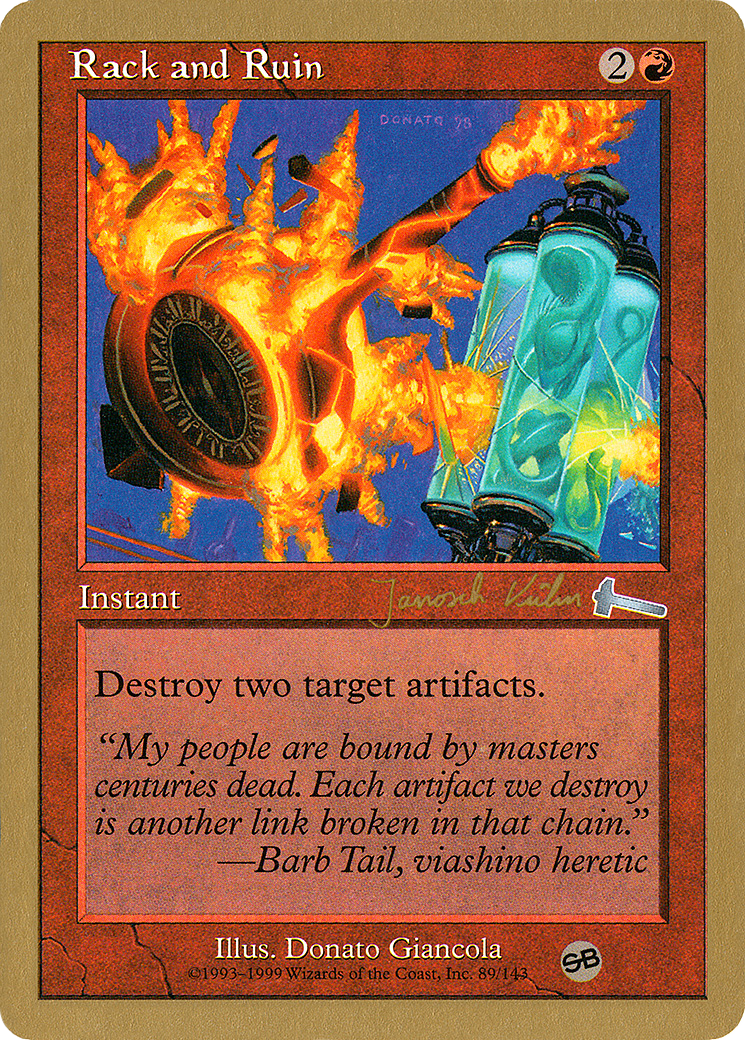 Rack and Ruin 2
DONATO 98
Instant Janosch Kühn
Destroy two target artifacts.
“My people are bound by masters
centuries dead. Each artifact we destroy
is another link broken in that chain.”
—Barb Tail, viashino heretic
Illus. Donato Giancola
©1993–1999 Wizards of the Coast, Inc. 89/143
SB